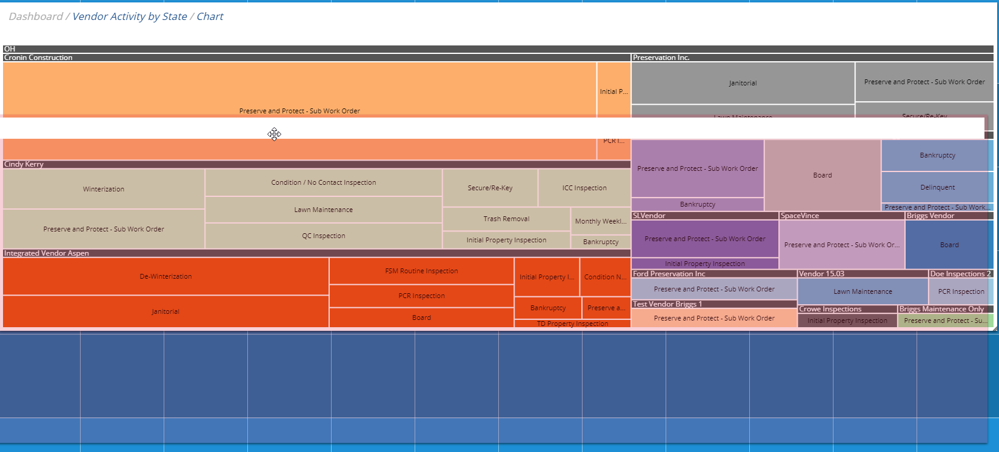 Dashboard / Vendor Activity by State / Chart
OH
Cronin Construction
Preserve and Protect - Sub Work Order
Initial P...
PCR I...
Cindy Kerry
Winterization
Preserve and Protect - Sub Work Order
Condition / No Contact Inspection
Lawn Maintenance
QC Inspection
Secure/Re-Key
ICC Inspection
Trash Removal
Monthly Weekl...
Initial Property Inspection
Bankruptcy
Integrated Vendor Aspen
De-Winterization
Janitorial
FSM Routine Inspection
PCR Inspection
Board
Initial Property I...
Condition N...
Bankruptcy
Preserve a...
TD Property Inspection
Preservation Inc.
Janitorial
Preserve and Protect - Sub Work Order
Lawn Maintenance
Secure/Re-Key
Preserve and Protect - Sub Work Order
Bankruptcy
Board
Bankruptcy
Delinquent
Preserve and Protect - Sub Work...
SLVendor
Preserve and Protect - Sub Work Order
Initial Property Inspection
SpaceVince
Preserve and Protect - Sub Work Or...
Briggs Vendor
Board
Ford Preservation Inc
Preserve and Protect - Sub Work Order
Test Vendor Briggs 1
Preserve and Protect - Sub Work Order
Vendor 15.03
Lawn Maintenance
Doe Inspections 2
PCR Inspection
Crowe Inspections
Initial Property Inspection
Briggs Maintenance Only
Preserve and Protect - Su...